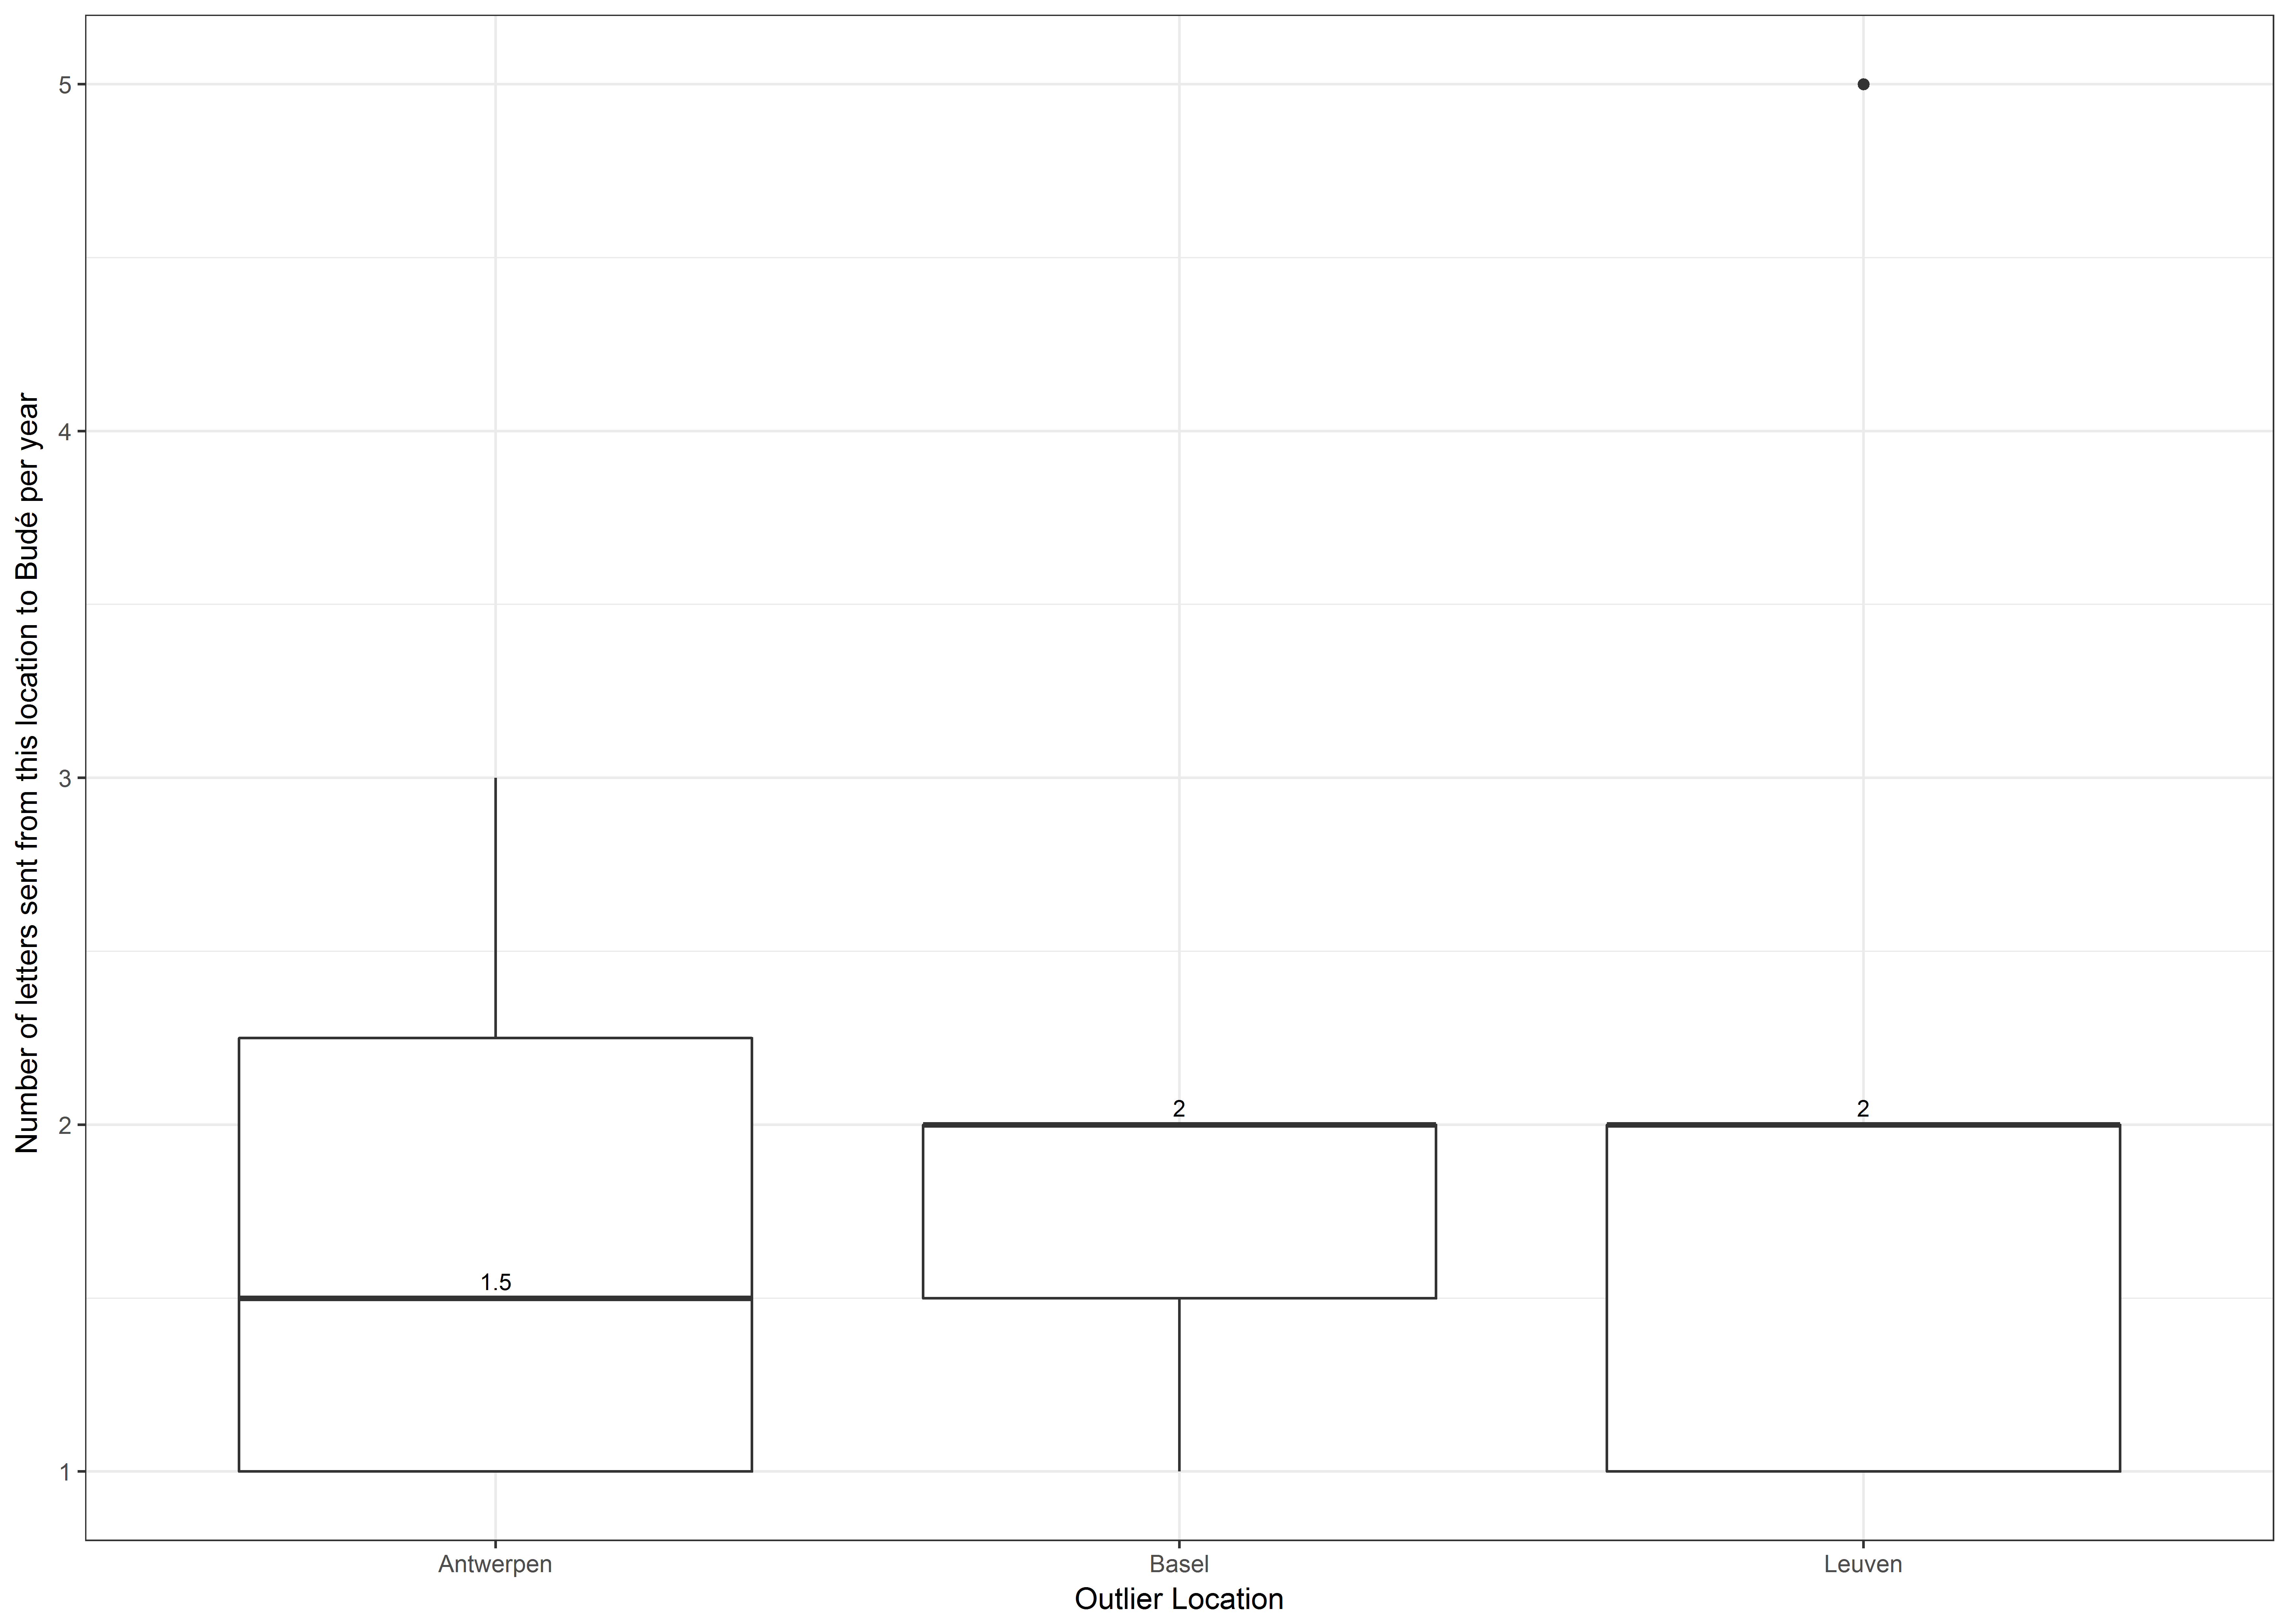 Number of letters sent from this location to Budé per year
5
4
3
2
1
1.5
2
2
Antwerpen
Basel
Leuven
Outlier Location